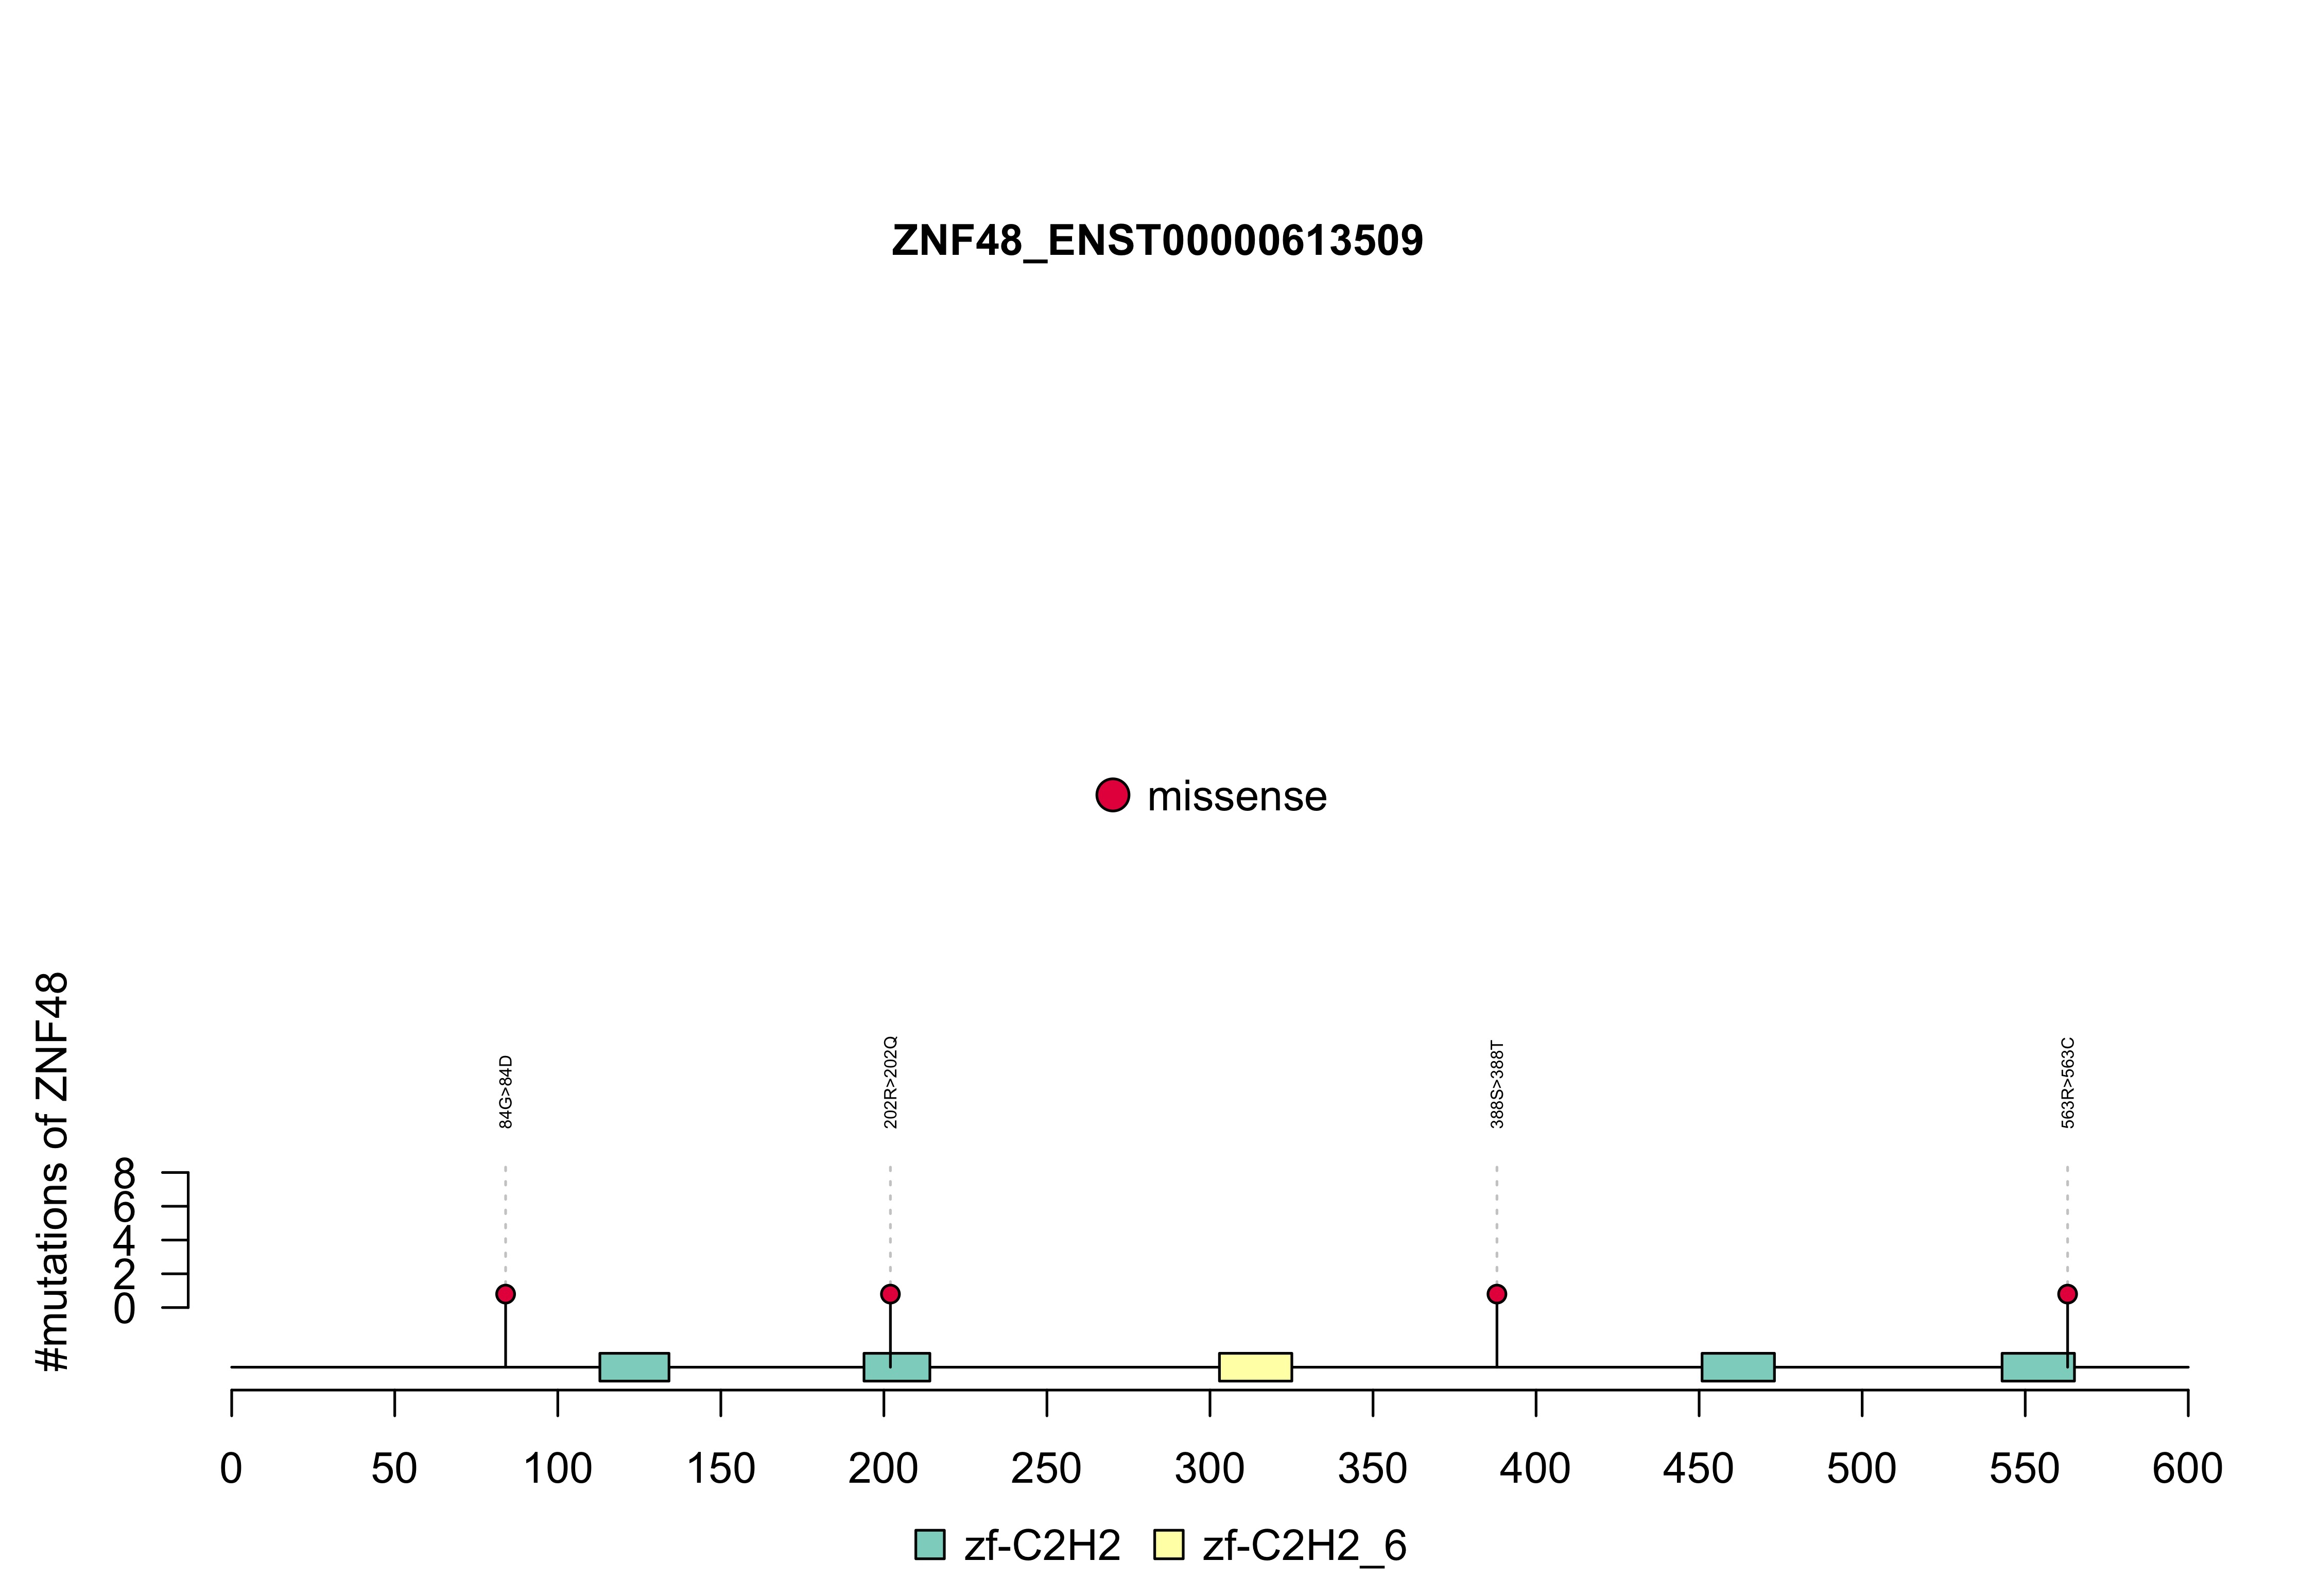 ZNF48_ENST00000613509
missense
#mutations of ZNF48
84G>84D
202R>202Q
388S>388T
563R>563C
8
6
4
2
0
0 50 100 150 200 250 300 350 400 450 500 550 600
zf-C2H2 zf-C2H2_6